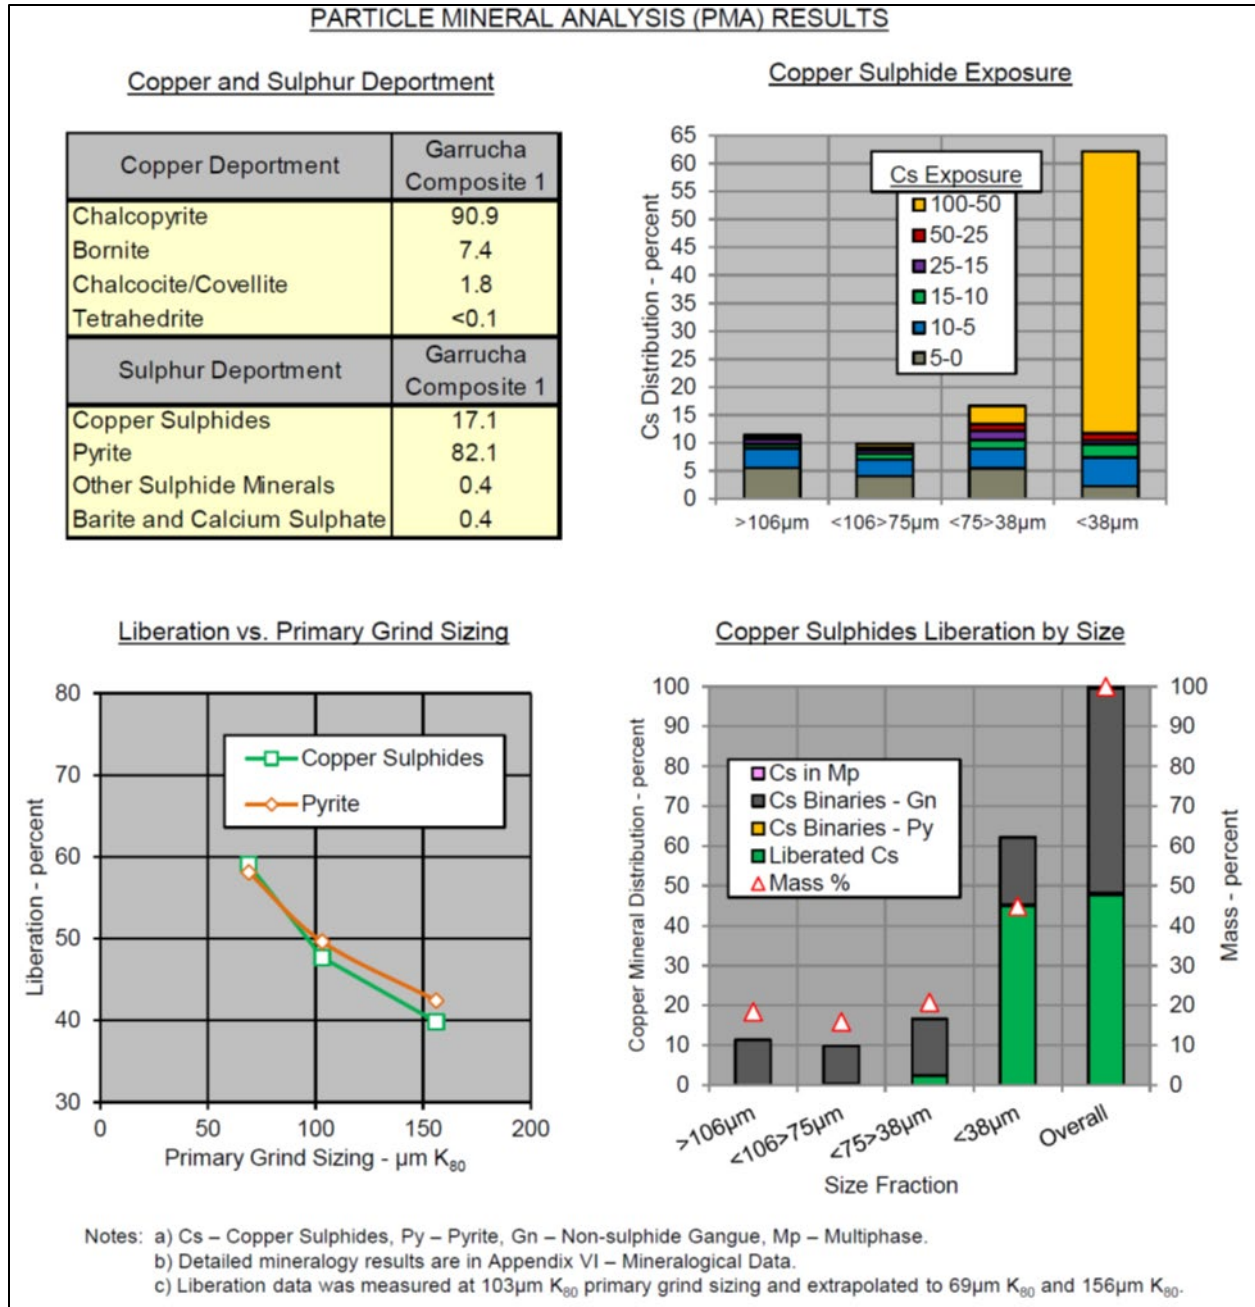 PARTICLE MINERAL ANALYSIS (PMA) RESULTS
Copper and Sulphur Deportment
Copper Deportment
Garrucha
Composite 1
Chalcopyrite 90.9
Bornite 7.4
Chalcocite/Covellite 1.8
Tetrahedrite <0.1
Sulphur Deportment
Garrucha
Composite 1
Copper Sulphides 17.1
Pyrite 82.1
Other Sulphide Minerals 0.4
Barite and Calcium Sulphate 0.4
Copper Sulphide Exposure
Cs Distribution - percent
65
60
55
50
45
40
35
30
25
20
15
10
5
0
Cs Exposure
100-50
50-25
25-15
15-10
10-5
5-0
>106µm <106>75µm <75>38µm <38µm
Liberation vs. Primary Grind Sizing
Liberation - percent
80
70
60
50
40
30
Copper Sulphides
Pyrite
0 50 100 150 200
Primary Grind Sizing - µm K80
Copper Sulphides Liberation by Size
Copper Mineral Distribution - percent
100
90
80
70
60
50
40
30
20
10
0
Cs in Mp
Cs Binaries - Gn
Cs Binaries - Py
Liberated Cs
Mass %
100
90
80
70
60
50
40
30
20
10
0
Mass - percent
>106µm <106>75µm <75>38µm <38µm Overall
Size Fraction
Notes: a) Cs – Copper Sulphides, Py – Pyrite, Gn – Non-sulphide Gangue, Mp – Multiphase.
b) Detailed mineralogy results are in Appendix VI – Mineralogical Data.
c) Liberation data was measured at 103µm K80 primary grind sizing and extrapolated to 69µm K80 and 156µm K80.